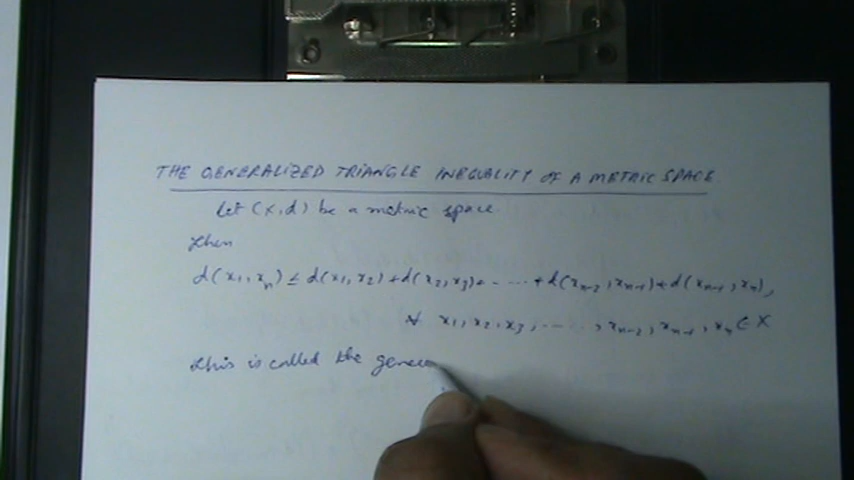 THE GENERALIZED TRIANGLE INEQUALITY OF A METRIC SPACE
Let (X,d) be a metric space.
Then
d(x₁,xₙ) ≤ d(x₁,x₂)+d(x₂,x₃)+-....+d(xₙ₋₂,xₙ₋₁)+d(xₙ₋₁,xₙ),
∀ x₁,x₂,x₃,....,xₙ₋₂,xₙ₋₁,xₙ∈X
This is called the gener